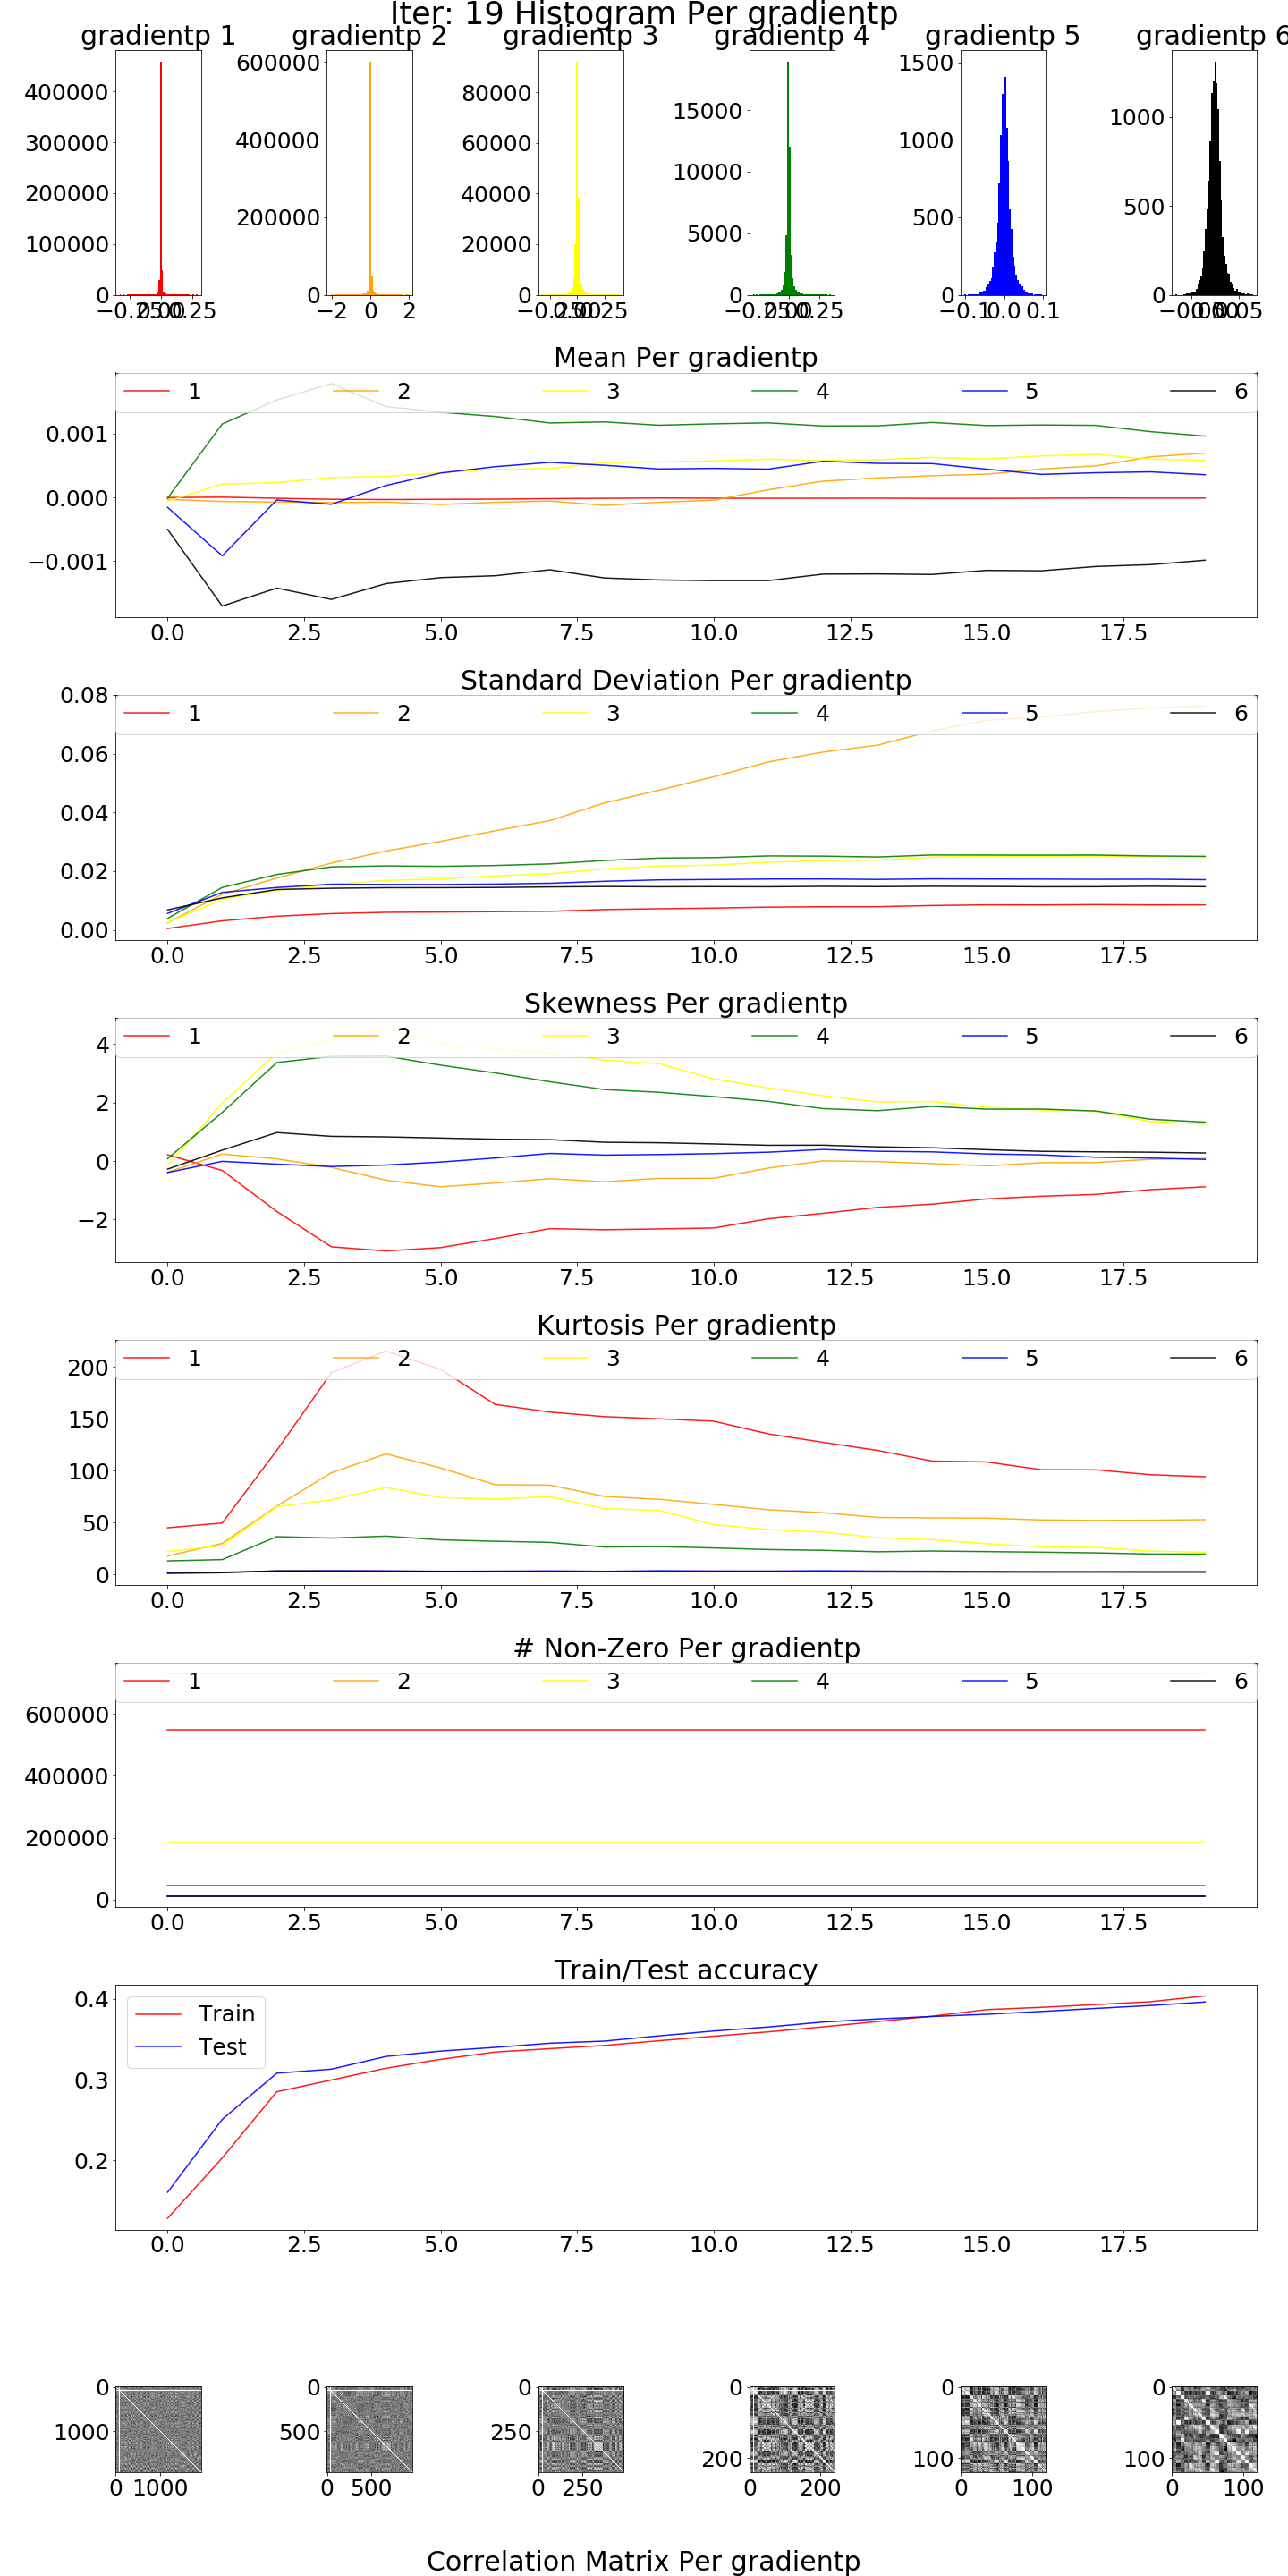 Iter: 19 Histogram Per gradientp
gradientp 1 gradientp 2 gradientp 3 gradientp 4 gradientp 5 gradientp 6
400000
300000
200000
100000
0
600000
400000
200000
0
80000
60000
40000
20000
0
15000
10000
5000
0
1500
1000
500
0
1000
500
0
−0.25 0.00 0.25
−2 0 2
−0.25 0.00 0.25
−0.25 0.00 0.25
−0.1 0.0 0.1
−0.05 0.00 0.05
Mean Per gradientp
1 2 3 4 5 6
0.001
0.000
−0.001
0.0 2.5 5.0 7.5 10.0 12.5 15.0 17.5
Standard Deviation Per gradientp
0.08
1 2 3 4 5 6
0.06
0.04
0.02
0.00
0.0 2.5 5.0 7.5 10.0 12.5 15.0 17.5
Skewness Per gradientp
1 2 3 4 5 6
4
2
0
−2
0.0 2.5 5.0 7.5 10.0 12.5 15.0 17.5
Kurtosis Per gradientp
1 2 3 4 5 6
200
150
100
50
0
0.0 2.5 5.0 7.5 10.0 12.5 15.0 17.5
# Non-Zero Per gradientp
1 2 3 4 5 6
600000
400000
200000
0
0.0 2.5 5.0 7.5 10.0 12.5 15.0 17.5
Train/Test accuracy
Train
Test
0.4
0.3
0.2
0.0 2.5 5.0 7.5 10.0 12.5 15.0 17.5
0
1000
0 1000
0
500
0 500
0
250
0 250
0
200
0 200
0
100
0 100
0
100
0 100
Correlation Matrix Per gradientp